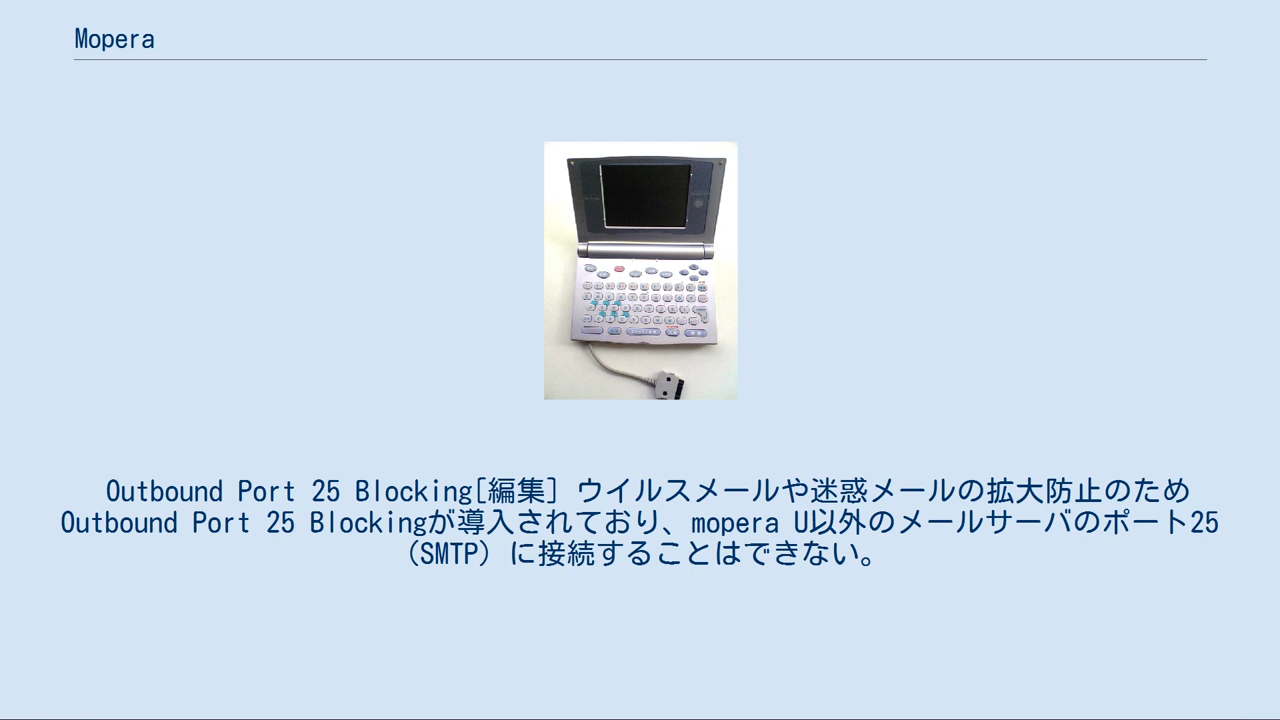 Mopera
Outbound Port 25 Blocking[編集] ウイルスメールや迷惑メールの拡大防止のため
Outbound Port 25 Blockingが導入されており、mopera U以外のメールサーバのポート25
（SMTP）に接続することはできない。